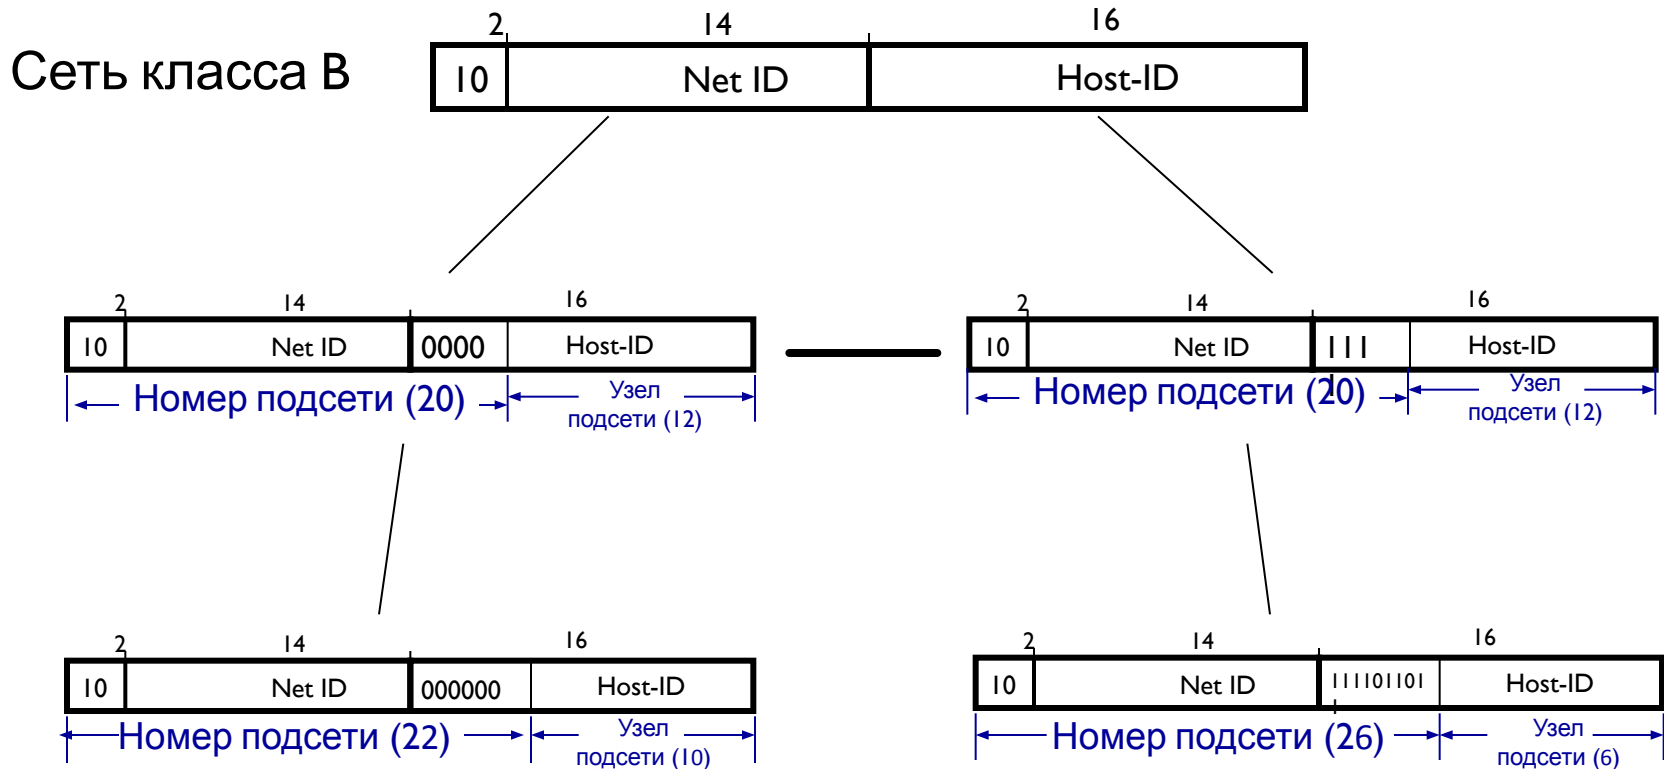 2 14 16
Сеть класса B
10 Net ID Host-ID
2 14 16
10 Net ID 0000 Host-ID
Номер подсети (20) Узел
подсети (12)
2 14 16
10 Net ID 111
1
Host-ID
Номер подсети (20) Узел
подсети (12)
2 14 16
10 Net ID 000000 Host-ID
Номер подсети (22) Узел
подсети (10)
2 14 16
10 Net ID 111101101
1
Host-ID
Номер подсети (26) Узел
подсети (6)